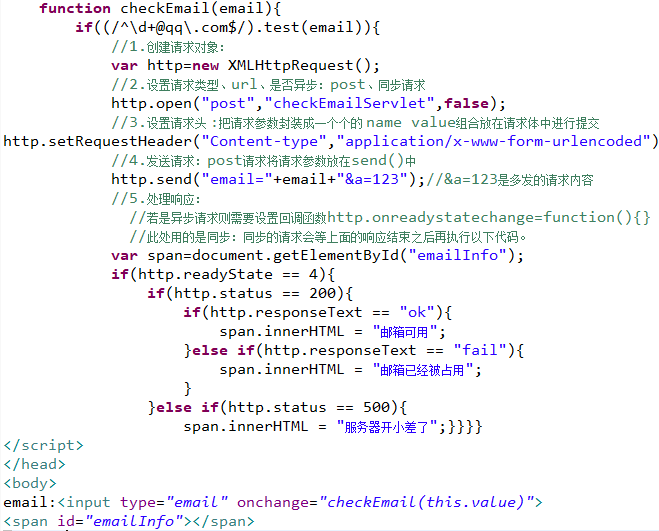 function checkEmail(email){
if((/^\d+@qq\.com$/).test(email)){
//1.创建请求对象：
var http=new XMLHttpRequest();
//2.设置请求类型、url、是否异步：post、同步请求
http.open("post","checkEmailServlet",false);
//3.设置请求头：把请求参数封装成一个个的 name value组合放在请求体中进行提交
http.setRequestHeader("Content-type","application/x-www-form-urlencoded")
//4.发送请求：post请求将请求参数放在send()中
http.send("email="+email+"&a=123");//&a=123是多发的请求内容
//5.处理响应：
//若是异步请求则需要设置回调函数http.onreadystatechange=function(){}
//此处用的是同步：同步的请求会等上面的响应结束之后再执行以下代码。
var span=document.getElementById("emailInfo");
if(http.readyState == 4){
if(http.status == 200){
if(http.responseText == "ok"){
span.innerHTML = "邮箱可用";
}else if(http.responseText == "fail"){
span.innerHTML = "邮箱已经被占用";
}
}else if(http.status == 500){
span.innerHTML = "服务器开小差了";}}}}
</script>
</head>
<body>
email:<input type="email" onchange="checkEmail(this.value)">
<span id="emailInfo"></span>